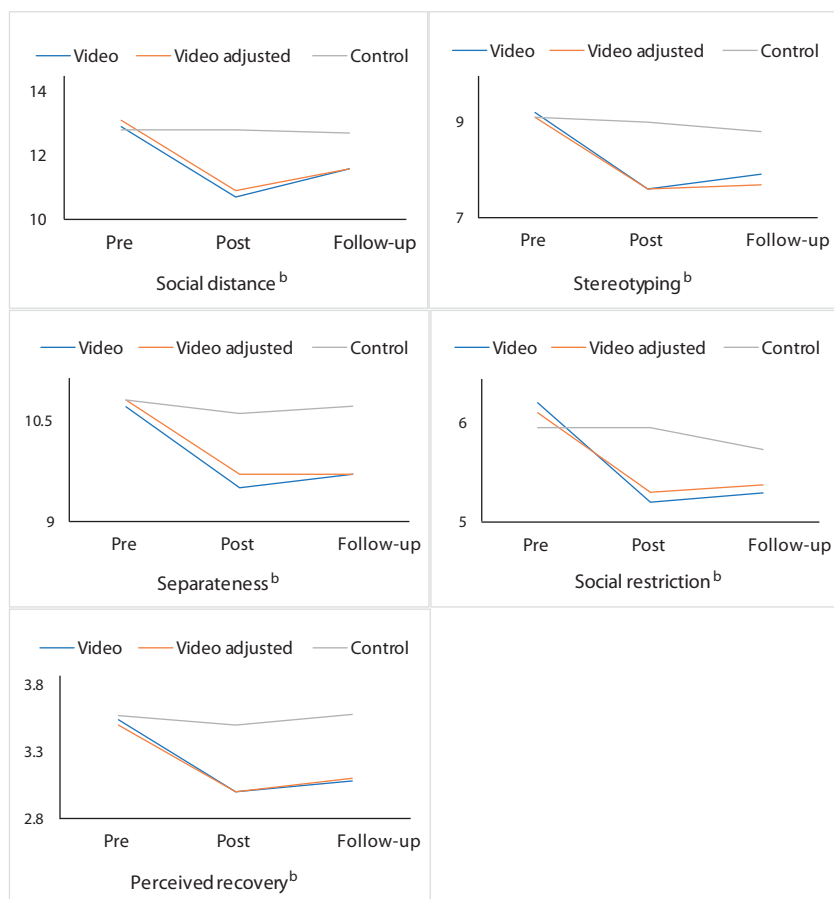 Video Video adjusted Control
14
12
10
Pre Post Follow-up
Social distance b
Video Video adjusted Control
9
7
Pre Post Follow-up
Stereotyping b
Video Video adjusted Control
10.5
9
Pre Post Follow-up
Separateness b
Video Video adjusted Control
6
5
Pre Post Follow-up
Social restriction b
Video Video adjusted Control
3.8
3.3
2.8
Pre Post Follow-up
Perceived recovery b